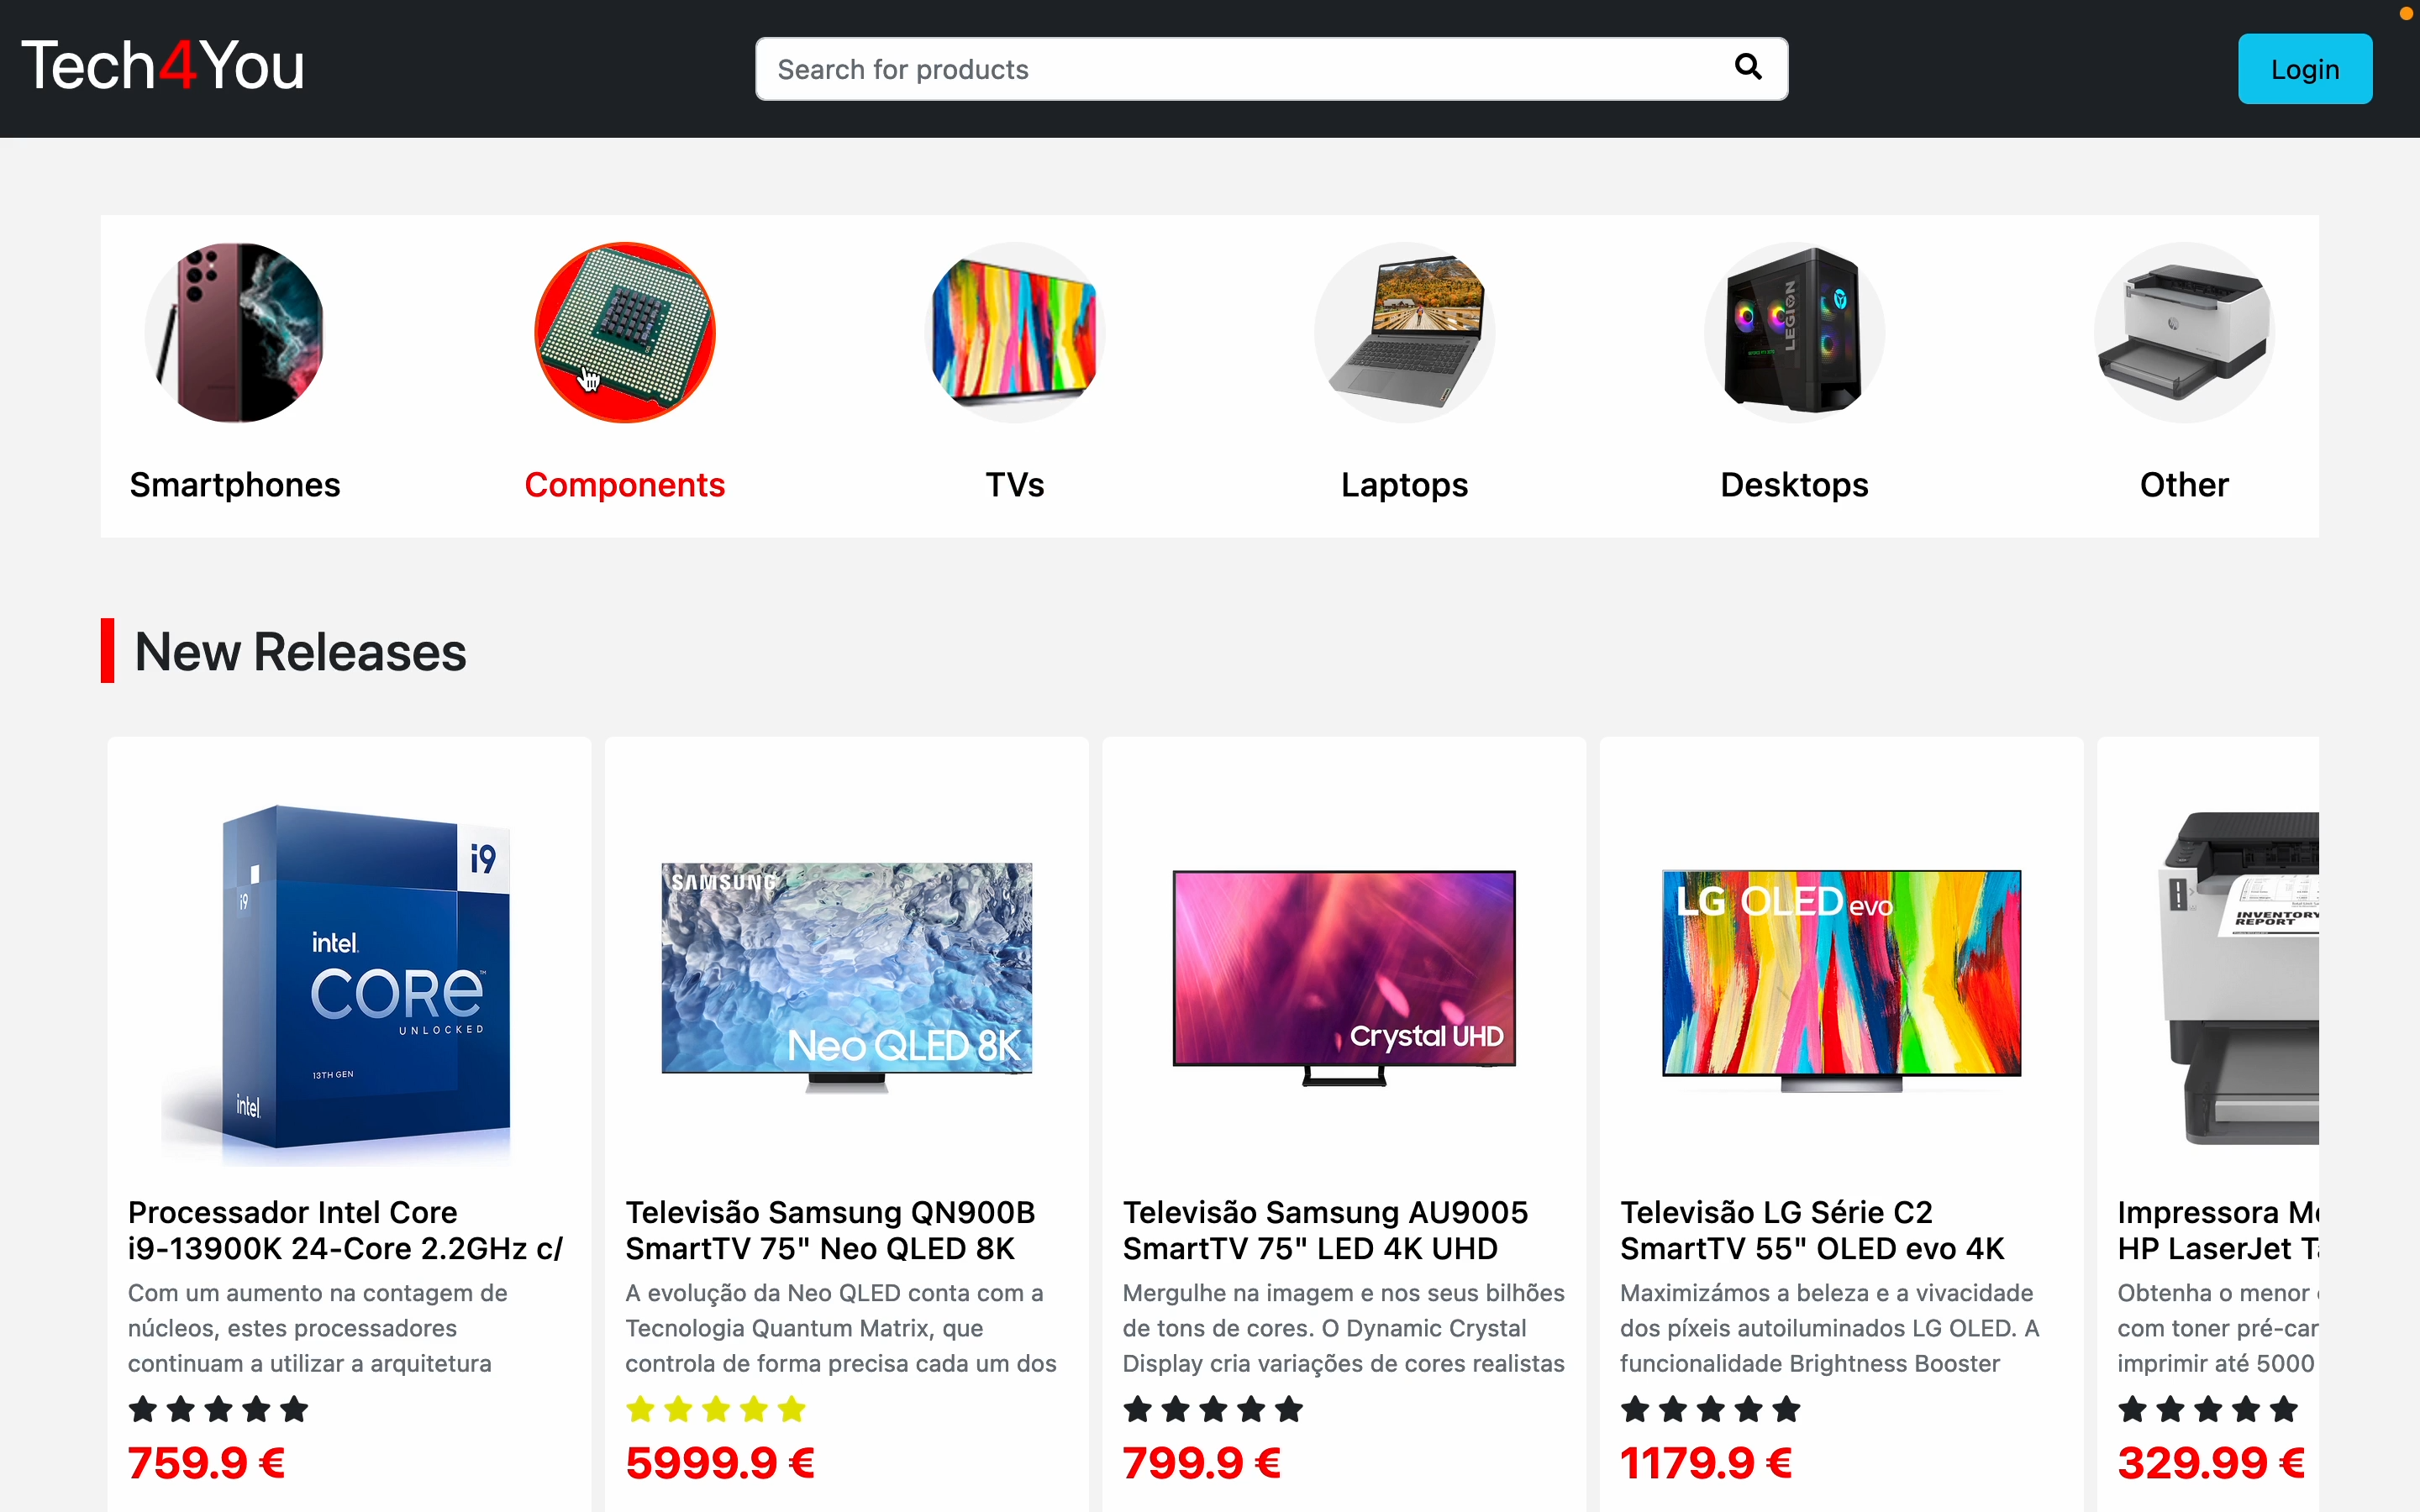 Tech4You
Search for products
Login
LEGION
Smartphones
Components
TVs
Laptops
Desktops
Other
New Releases
i9
i9
intel.
CORE™
UNLOCKED
13TH GEN
intel.
SAMSUNG
Neo QLED 8K
Crystal UHD
LG OLED evo
INVENTORY
REPORT
Processador Intel Core
i9-13900K 24-Core 2.2GHz c/
Com um aumento na contagem de
núcleos, estes processadores
continuam a utilizar a arquitetura
759.9 €
Televisão Samsung QN900B
SmartTV 75" Neo QLED 8K
A evolução da Neo QLED conta com a
Tecnologia Quantum Matrix, que
controla de forma precisa cada um dos
5999.9 €
Televisão Samsung AU9005
SmartTV 75" LED 4K UHD
Mergulhe na imagem e nos seus bilhões
de tons de cores. O Dynamic Crystal
Display cria variações de cores realistas
799.9 €
Televisão LG Série C2
SmartTV 55" OLED evo 4K
Maximizámos a beleza e a vivacidade
dos píxeis autoiluminados LG OLED. A
funcionalidade Brightness Booster
1179.9 €
Impressora
HP LaserJet
Obtenha o menor
com toner pré-car
imprimir até 5000
329.99 €